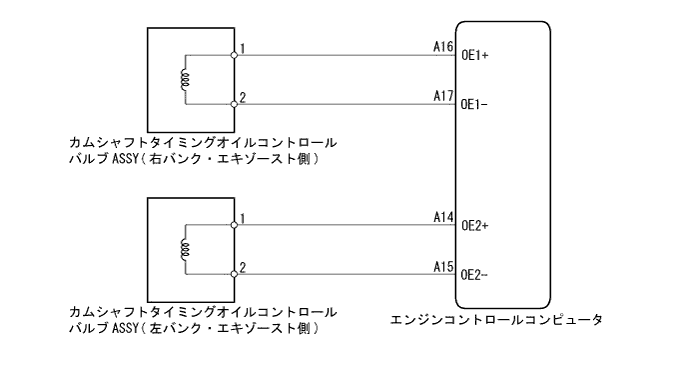 1
A16
OE1+
2
A17
OE1-
カムシャフトタイミングオイルコントロール
バルブ ASSY(右バンク・エキゾースト側)
1
A14
OE2+
2
A15
OE2-
カムシャフトタイミングオイルコントロール
バルブ ASSY(左バンク・エキゾースト側)
エンジンコントロールコンピュータ